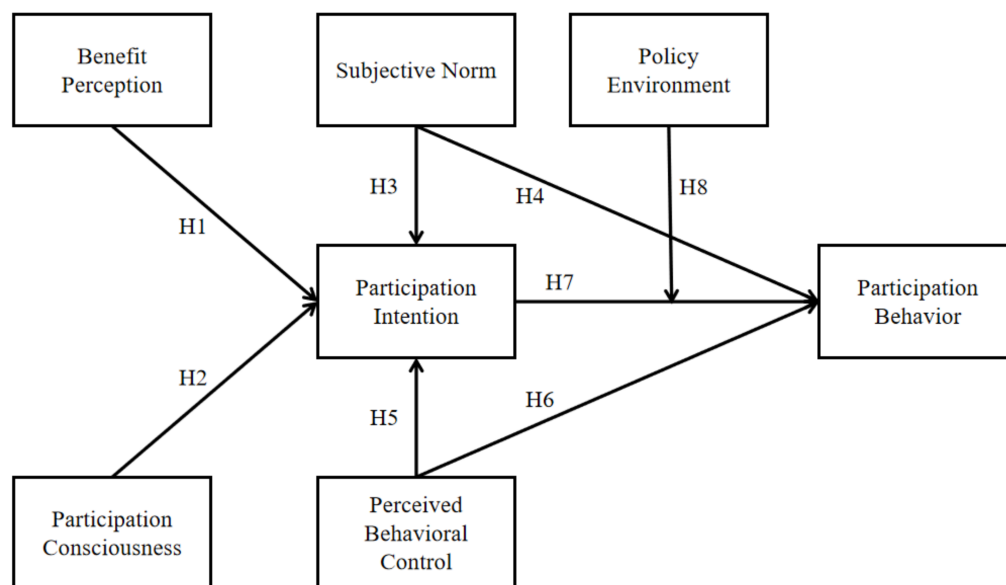 Benefit
Perception
Subjective Norm
Policy
Environment
H1
H3
H4
H8
Participation
Intention
H7
Participation
Behavior
H2
H5
H6
Participation
Consciousness
Perceived
Behavioral
Control